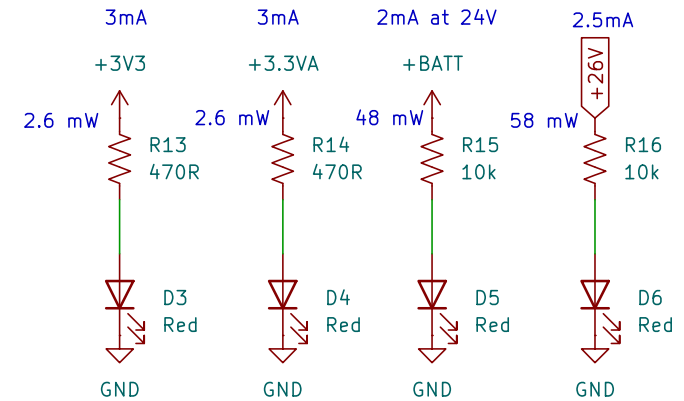 3mA
3mA
2mA at 24V
2.5mA
+3V3
+3.3VA
+BATT
+26V
2.6 mW
2.6 mW
48 mW
58 mW
R13
470R
R14
470R
R15
10k
R16
10k
D3
Red
D4
Red
D5
Red
D6
Red
GND
GND
GND
GND